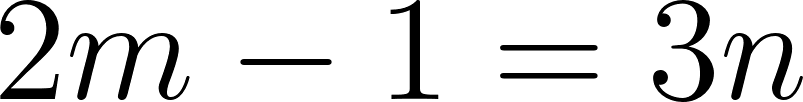 2m − 1 = 3n